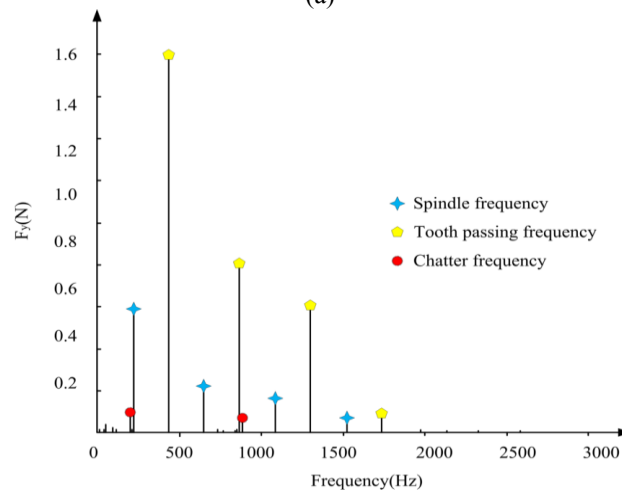 (a)
1.6
1.4
1.2
1.0
0.8
0.6
0.4
0.2
Fy(N)
Spindle frequency
Tooth passing frequency
Chatter frequency
0 500 1000 1500 2000 2500 3000
Frequency(Hz)